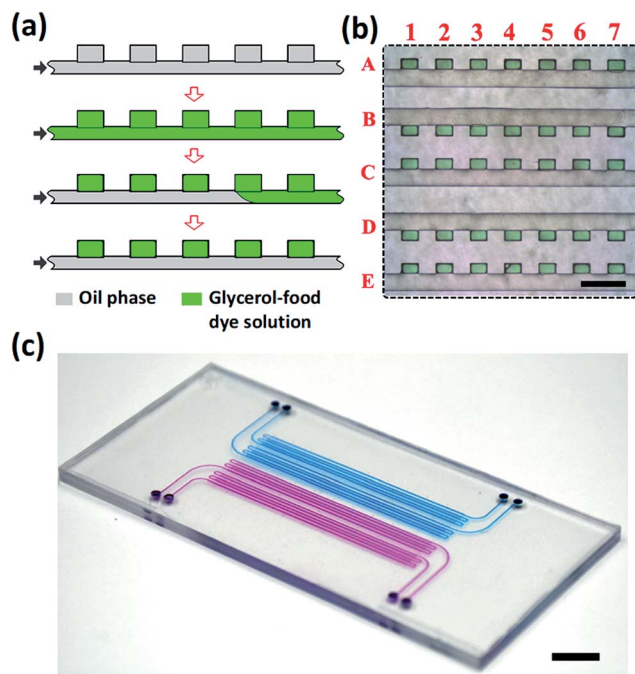 (a)
(b)
1 2 3 4 5 6 7
A
B
C
D
E
Oil phase
Glycerol-food
dye solution
(c)